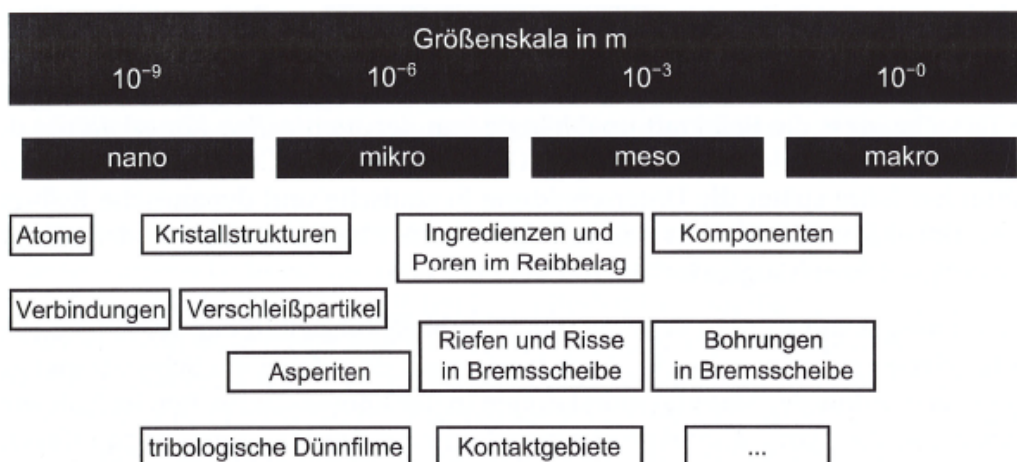 Größenskala in m
10⁻⁹ 10⁻⁶ 10⁻³ 10⁻⁰
nano mikro meso makro
Atome Kristallstrukturen Ingredienzen und Komponenten
Poren im Reibbelag
Verbindungen Verschleißpartikel
Riefen und Risse Bohrungen
Asperiten in Bremsscheibe in Bremsscheibe
tribologische Dünnfilme Kontaktgebiete ...